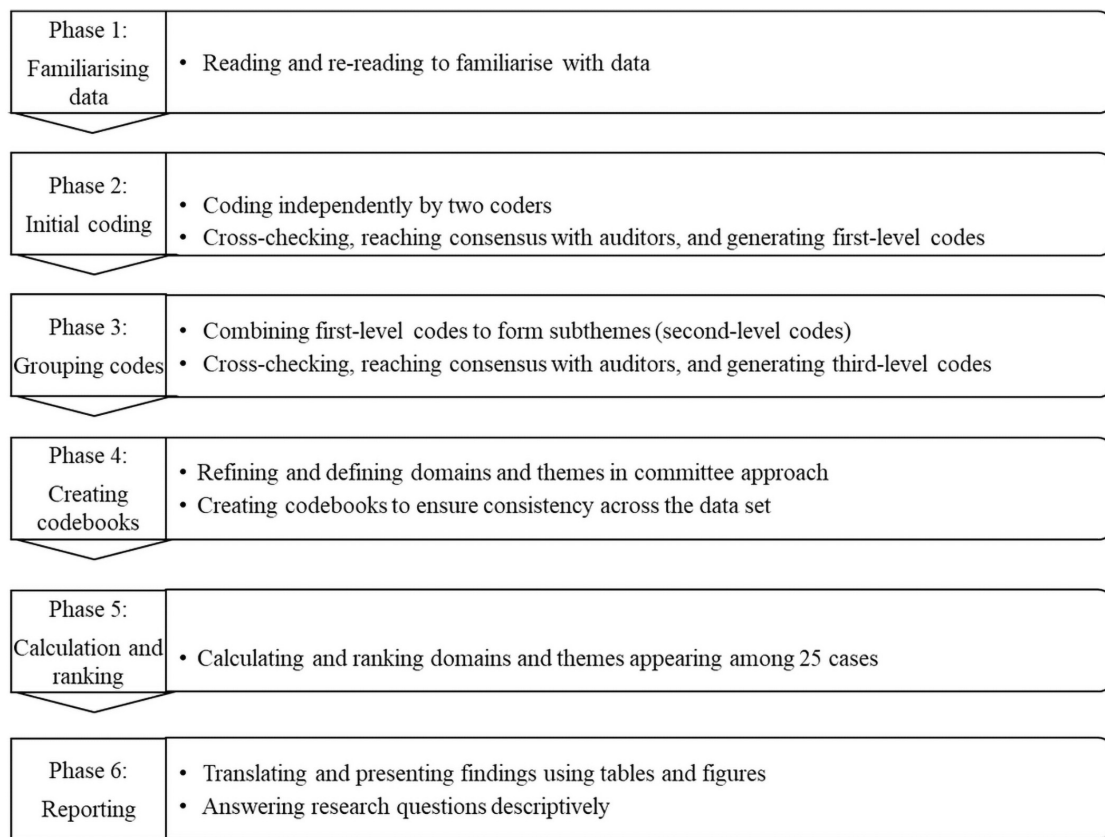 Phase 1:
Familiarising
data
• Reading and re-reading to familiarise with data
Phase 2:
Initial coding
• Coding independently by two coders
• Cross-checking, reaching consensus with auditors, and generating first-level codes
Phase 3:
Grouping codes
• Combining first-level codes to form subthemes (second-level codes)
• Cross-checking, reaching consensus with auditors, and generating third-level codes
Phase 4:
Creating
codebooks
• Refining and defining domains and themes in committee approach
• Creating codebooks to ensure consistency across the data set
Phase 5:
Calculation and
ranking
• Calculating and ranking domains and themes appearing among 25 cases
Phase 6:
Reporting
• Translating and presenting findings using tables and figures
• Answering research questions descriptively